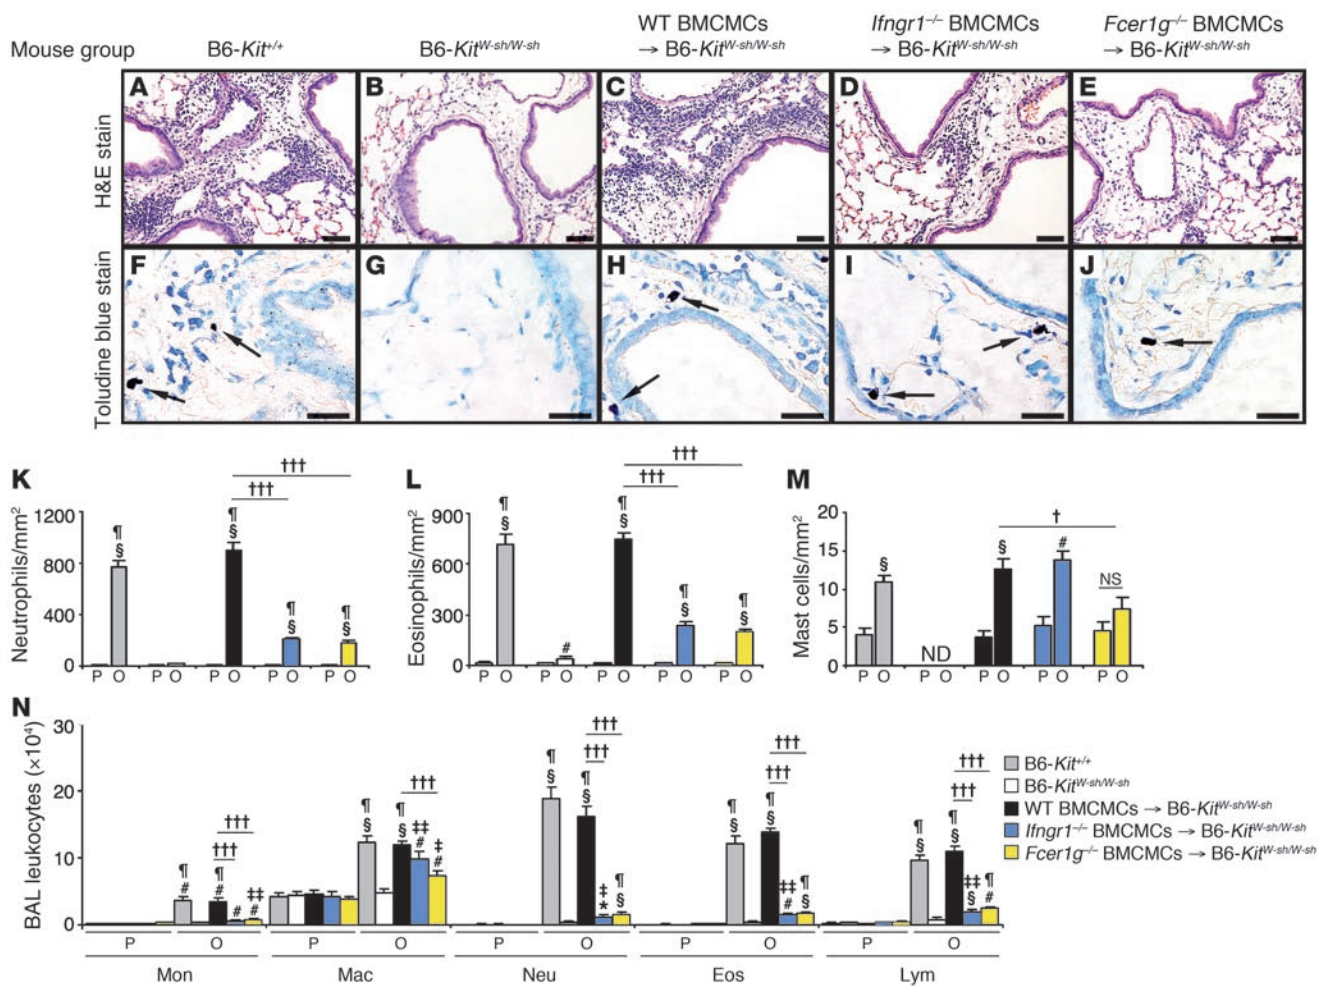 Mouse group
B6-Kit+/+
B6-KitW-sh/W-sh
WT BMCMCs
→ B6-KitW-sh/W-sh
Ifngr1–/– BMCMCs
→ B6-KitW-sh/W-sh
Fcer1g–/– BMCMCs
→ B6-KitW-sh/W-sh
H&E stain
A
B
C
D
E
Toludine blue stain
F
G
H
I
J
K
Neutrophils/mm2
1200
800
400
0
¶
§
¶
§
¶
§
¶
§
†††
†††
P O P O P O P O P O
L
Eosinophils/mm2
900
600
300
0
¶
§
#
¶
§
¶
§
¶
§
†††
†††
P O P O P O P O P O
M
Mast cells/mm2
20
15
10
5
0
§
ND
§
#
NS
†
P O P O P O P O P O
N
BAL leukocytes (×104)
30
20
10
0
¶
#
¶
#
#
‡‡
#
†††
†††
¶
§
¶
§
‡‡
#
‡
#
†††
¶
§
¶
§
‡
*
¶
§
†††
†††
¶
§
¶
§
‡‡
#
¶
§
†††
†††
¶
§
¶
§
‡‡
§
¶
#
†††
†††
P O P O P O P O P O
Mon Mac Neu Eos Lym
B6-Kit+/+
B6-KitW-sh/W-sh
WT BMCMCs → B6-KitW-sh/W-sh
Ifngr1–/– BMCMCs → B6-KitW-sh/W-sh
Fcer1g–/– BMCMCs → B6-KitW-sh/W-sh